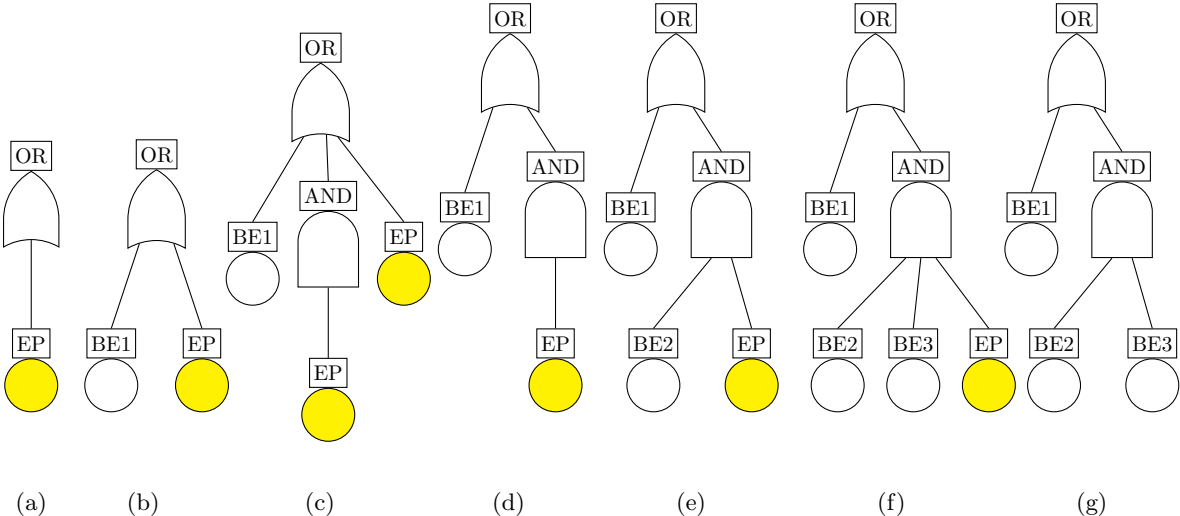 OR
EP
(a)
OR
BE1
EP
(b)
OR
BE1
AND
EP
EP
(c)
OR
BE1
AND
EP
(d)
OR
BE1
AND
BE2
EP
(e)
OR
BE1
AND
BE2
BE3
EP
(f)
OR
BE1
AND
BE2
BE3
(g)